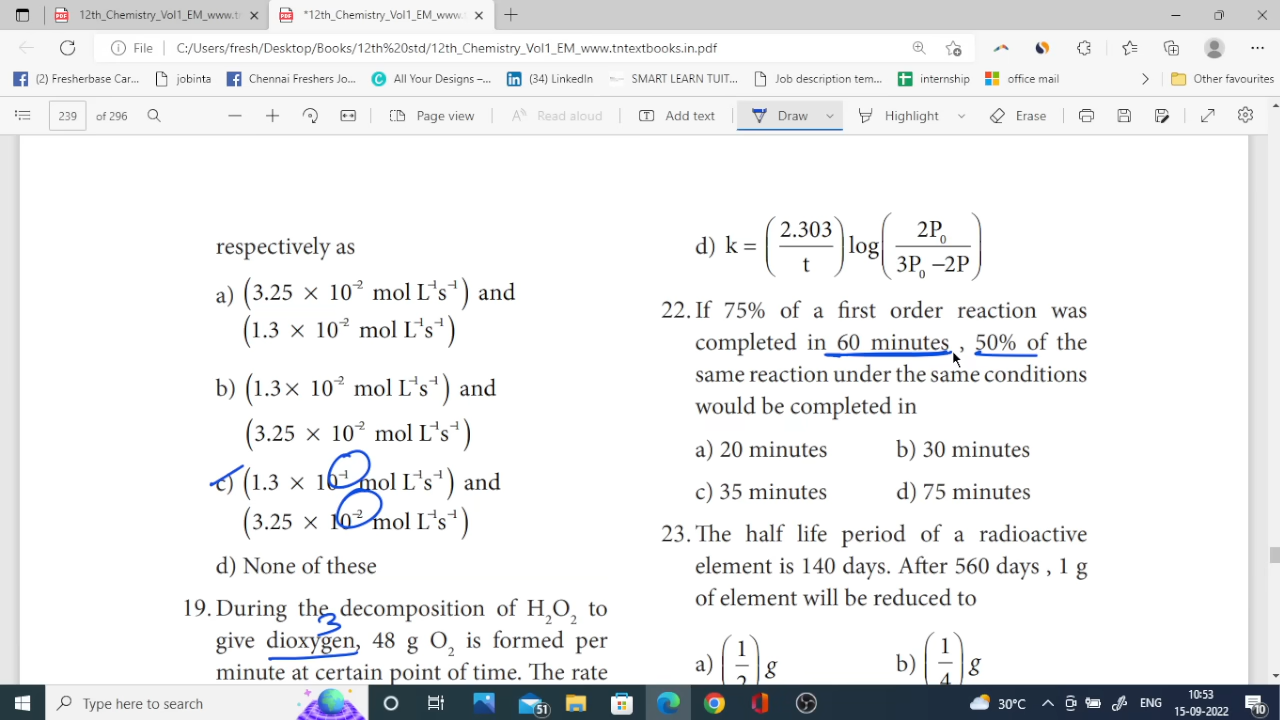 12th_Chemistry_Vol1_EM_www.tr
*12th_Chemistry_Vol1_EM_www.
File
C:/Users/fresh/Desktop/Books/12th%20std/12th_Chemistry_Vol1_EM_www.tntextbooks.in.pdf
(2) Fresherbase Car... jobinta Chennai Freshers Jo... All Your Designs –... (34) LinkedIn SMART LEARN TUIT... Job description tem... internship office mail Other favourites
239 of 296 Page view Read aloud Add text Draw Highlight Erase
respectively as
a) (3.25 × 10⁻² mol L⁻¹s⁻¹) and
(1.3 × 10⁻² mol L⁻¹s⁻¹)
b) (1.3× 10⁻² mol L⁻¹s⁻¹) and
(3.25 × 10⁻² mol L⁻¹s⁻¹)
c) (1.3 × 10⁻¹ mol L⁻¹s⁻¹) and
(3.25 × 10⁻² mol L⁻¹s⁻¹)
d) None of these
19. During the decomposition of H₂O₂ to
3
give dioxygen, 48 g O₂ is formed per
minute at certain point of time. The rate
d) k = (2.303/t) log(2P₀/3P₀ −2P)
22. If 75% of a first order reaction was
completed in 60 minutes , 50% of the
same reaction under the same conditions
would be completed in
a) 20 minutes b) 30 minutes
c) 35 minutes d) 75 minutes
23. The half life period of a radioactive
element is 140 days. After 560 days , 1 g
of element will be reduced to
a) (1/2) g b) (1/4) g
Type here to search
51
30°C
ENG
10:53
15-09-2022
10